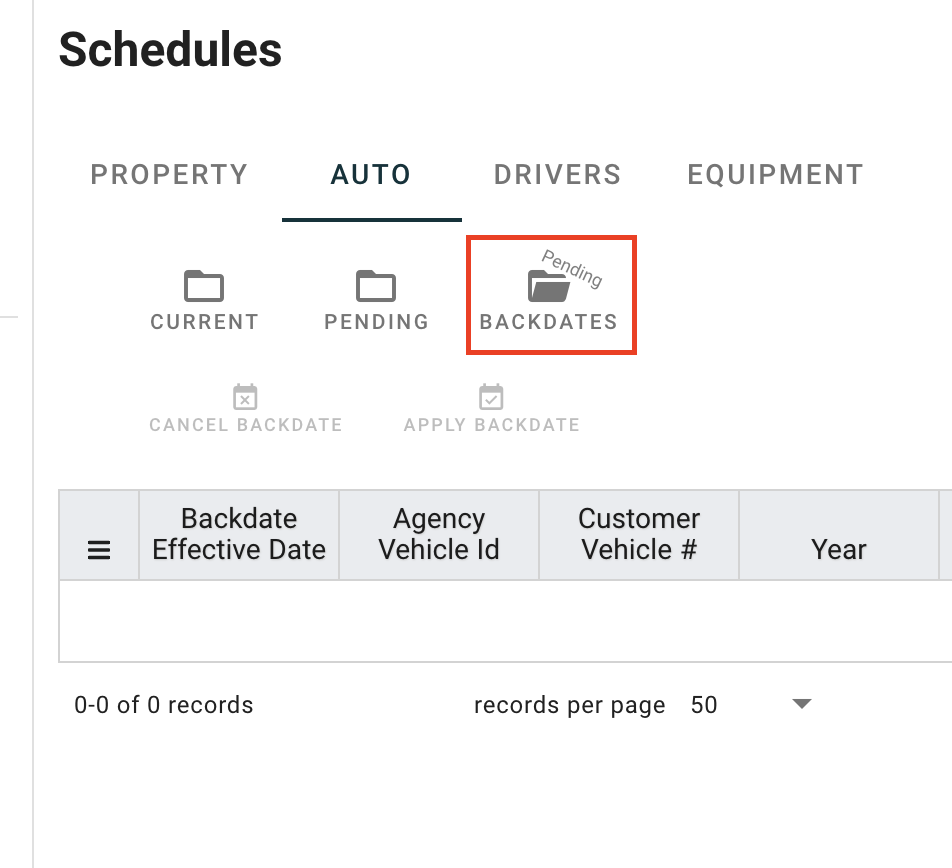 Schedules
PROPERTY AUTO DRIVERS EQUIPMENT
Pending
CURRENT PENDING BACKDATES
CANCEL BACKDATE APPLY BACKDATE
Backdate Agency Customer
Effective Date Vehicle Id Vehicle # Year
0-0 of 0 records records per page 50